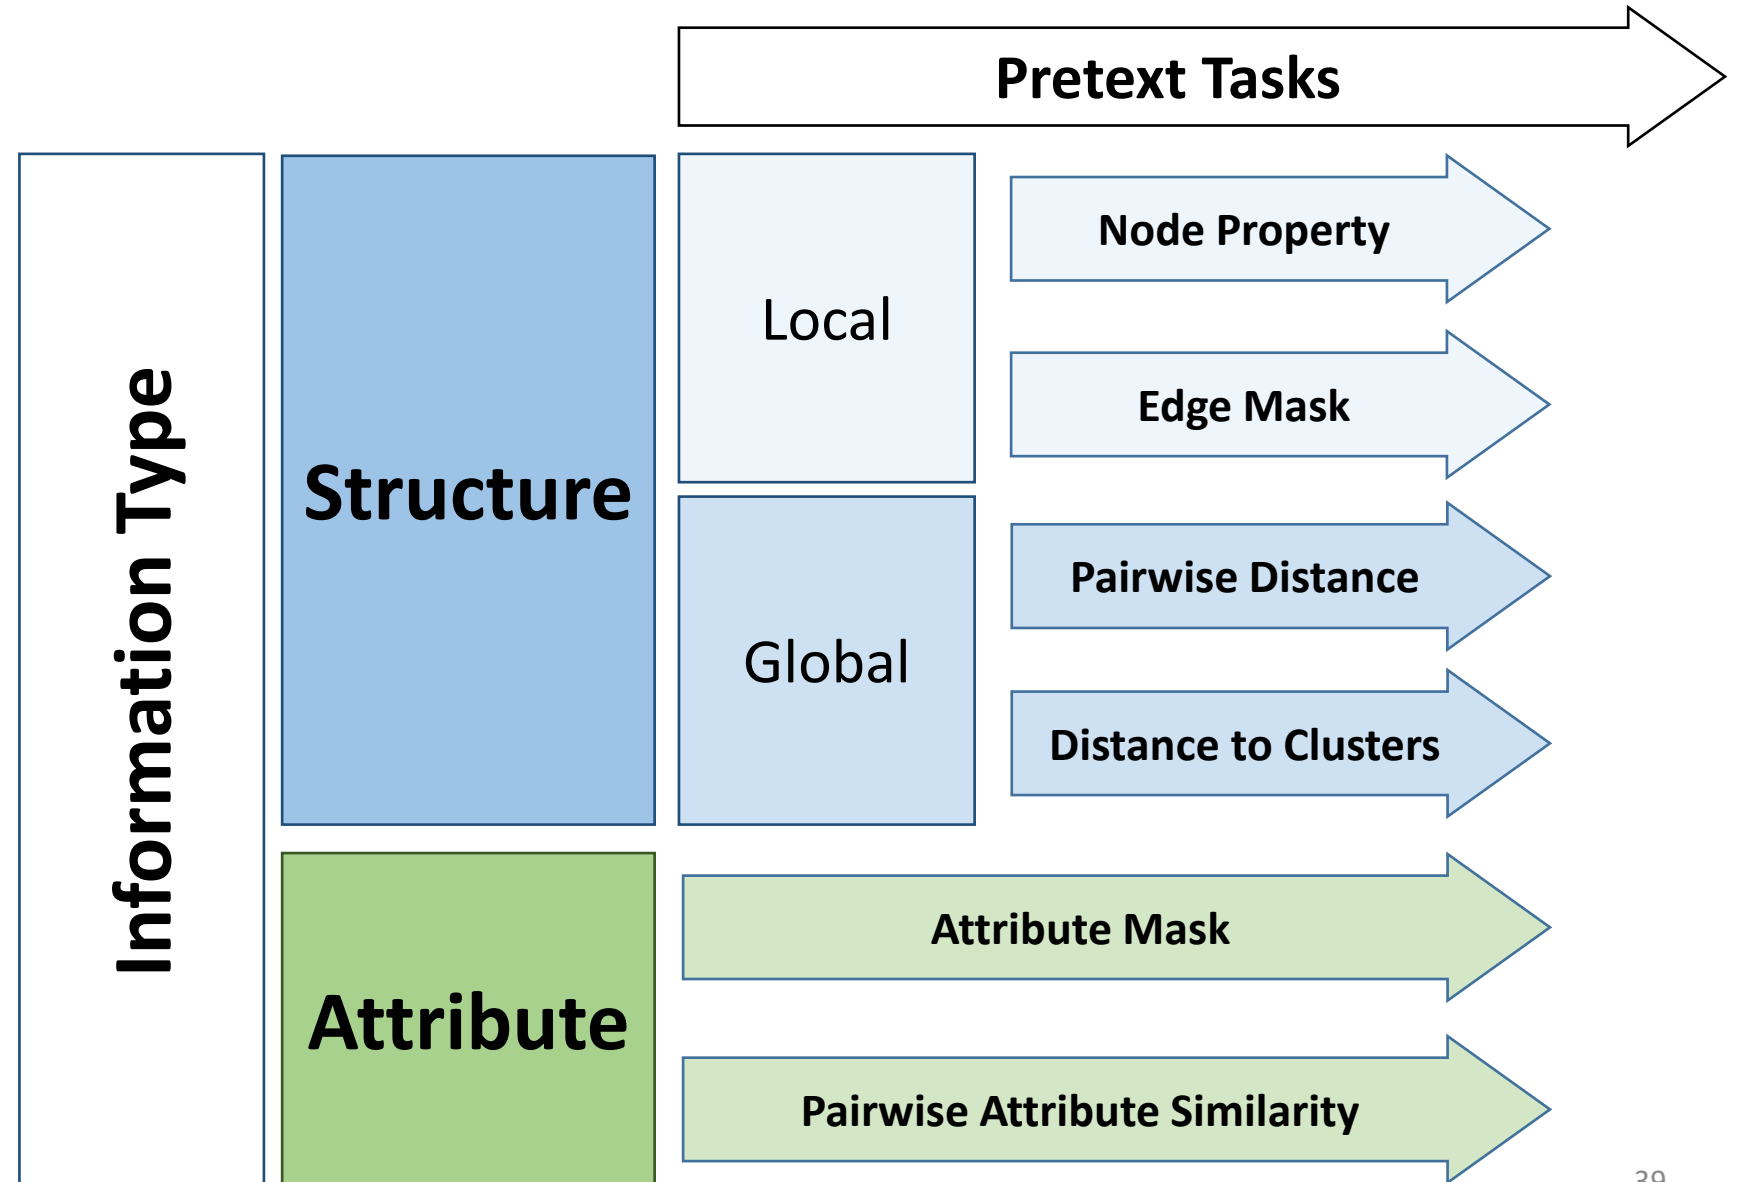 Pretext Tasks
Information Type
Structure
Local
Node Property
Edge Mask
Global
Pairwise Distance
Distance to Clusters
Attribute
Attribute Mask
Pairwise Attribute Similarity
39